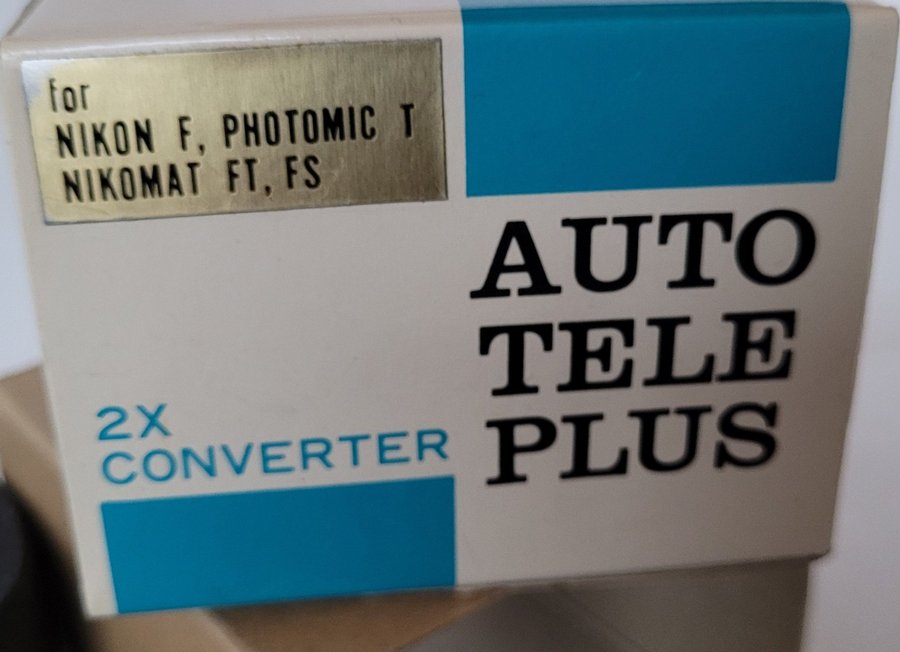 for
NIKON F, PHOTOMIC T
NIKOMAT FT, FS
2X
CONVERTER
AUTO
TELE
PLUS